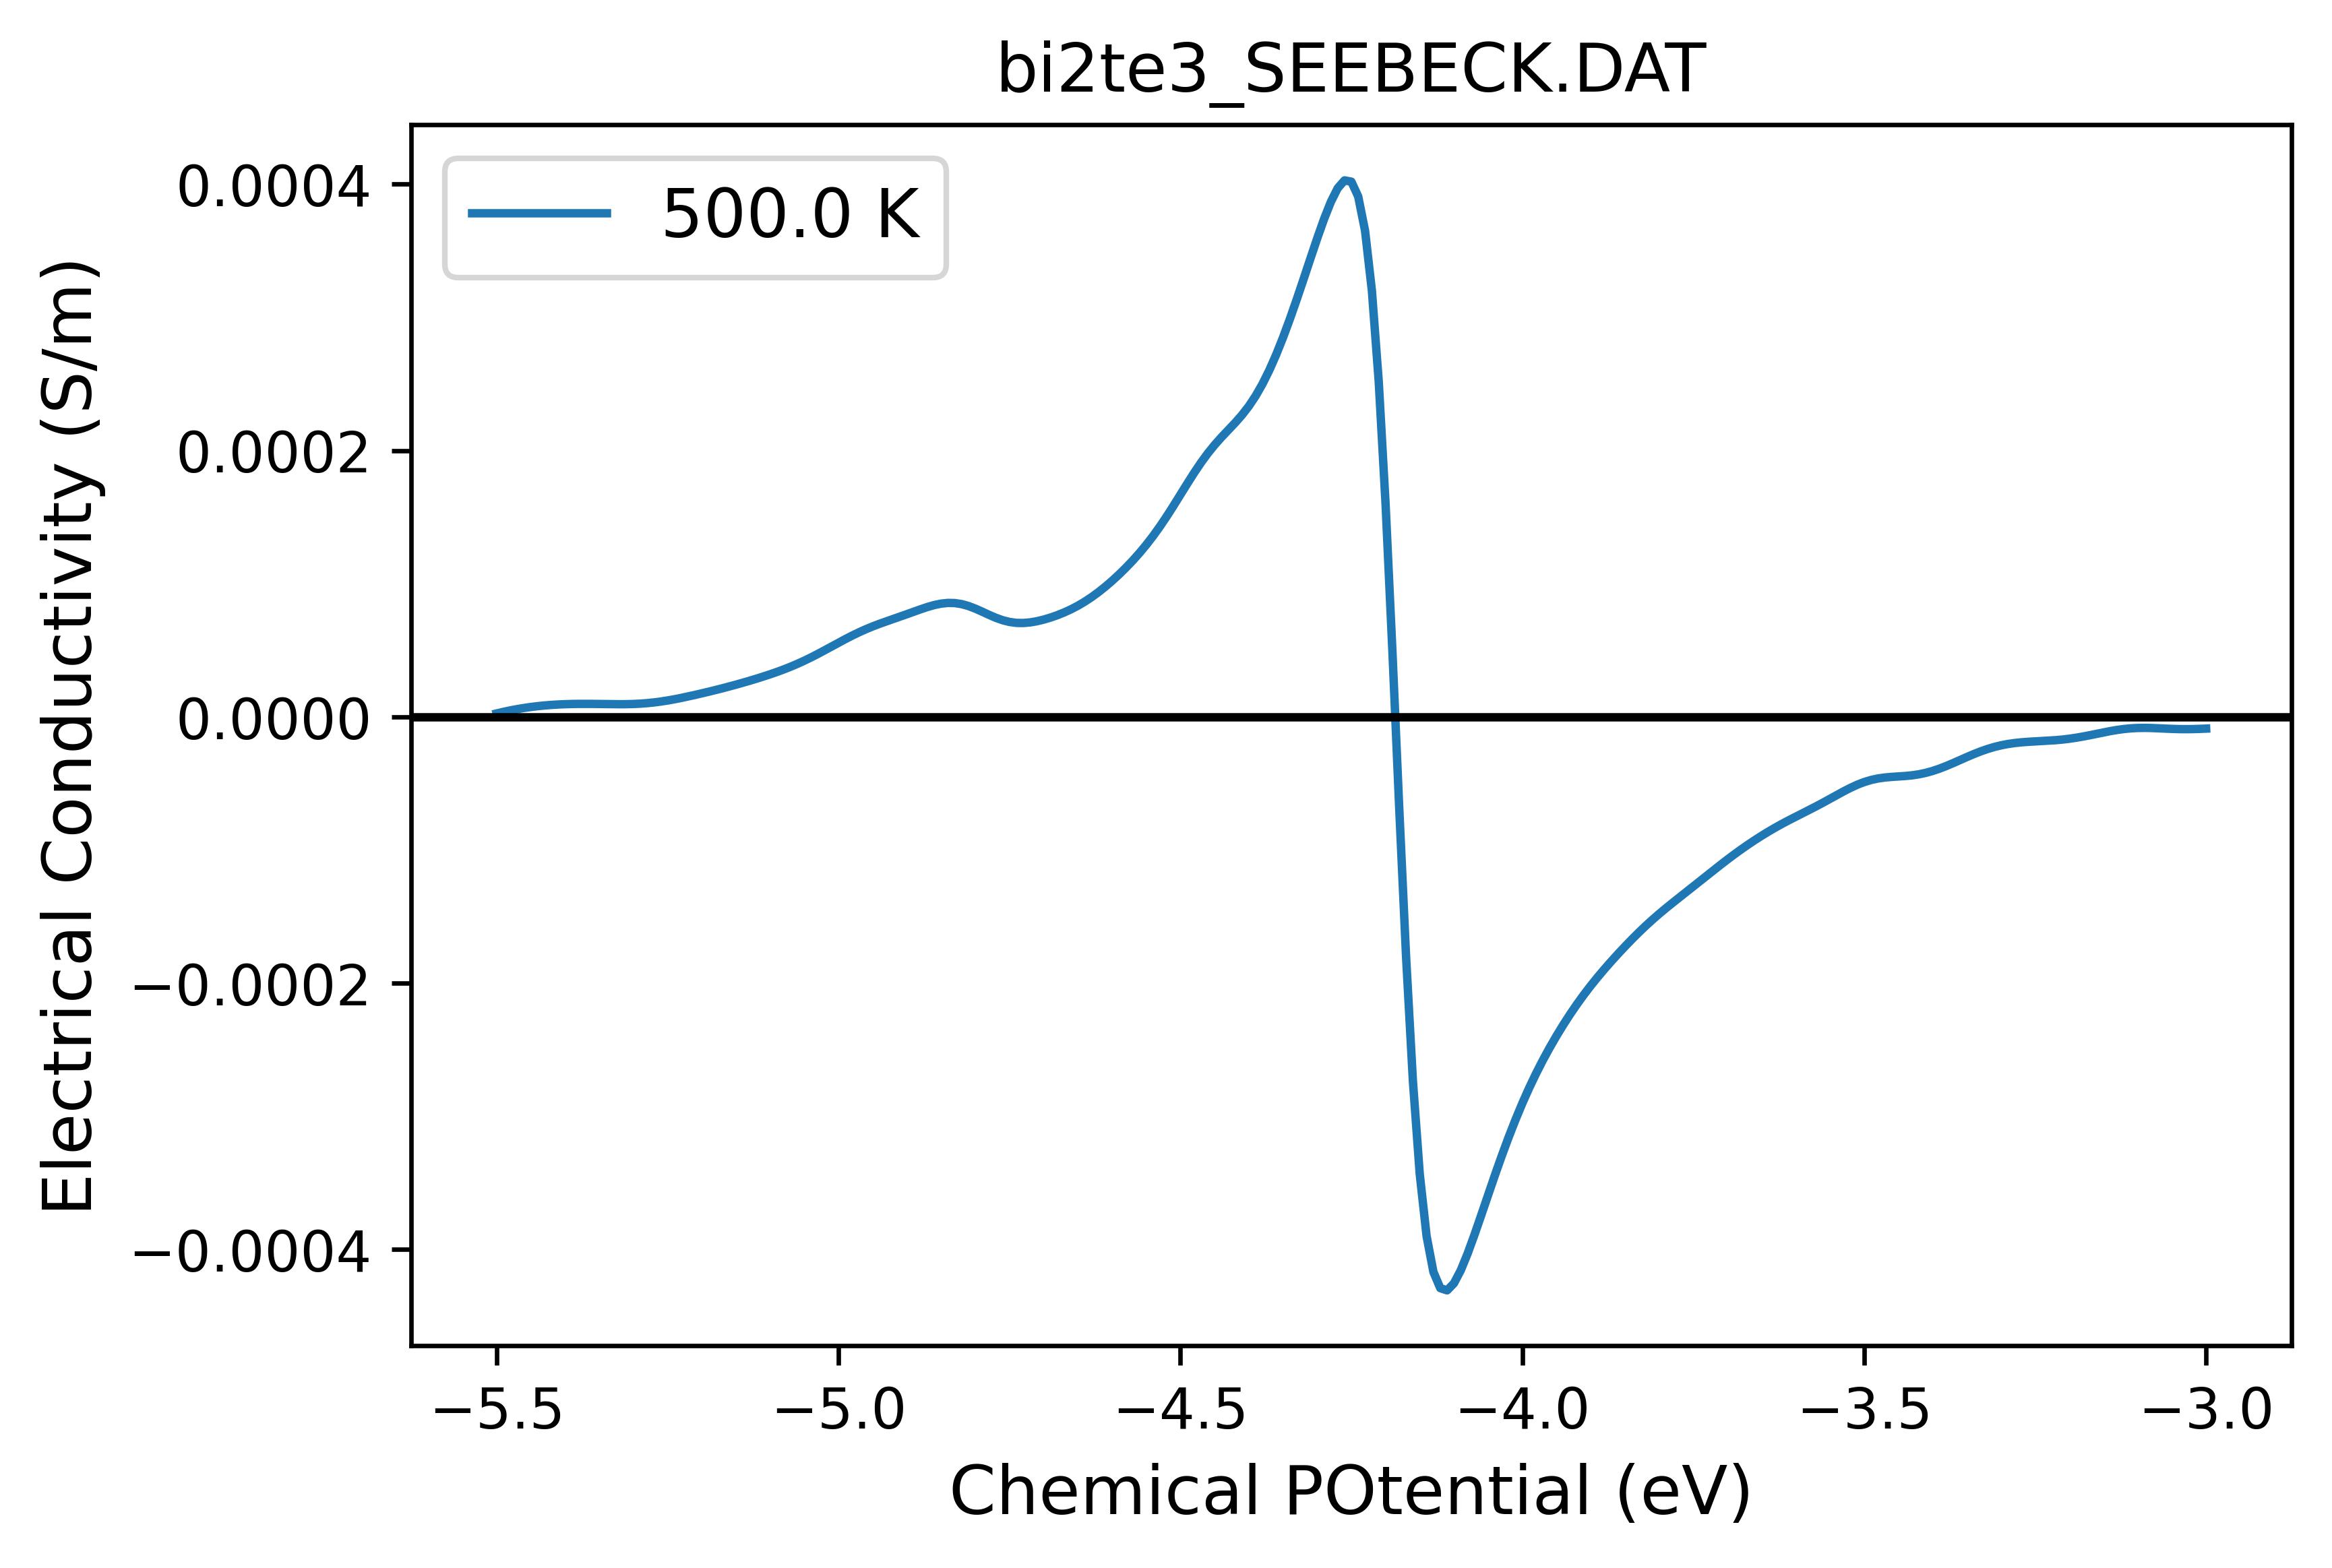 bi2te3_SEEBECK.DAT
500.0 K
Electrical Conductivity (S/m)
0.0004
0.0002
0.0000
−0.0002
−0.0004
−5.5 −5.0 −4.5 −4.0 −3.5 −3.0
Chemical POtential (eV)